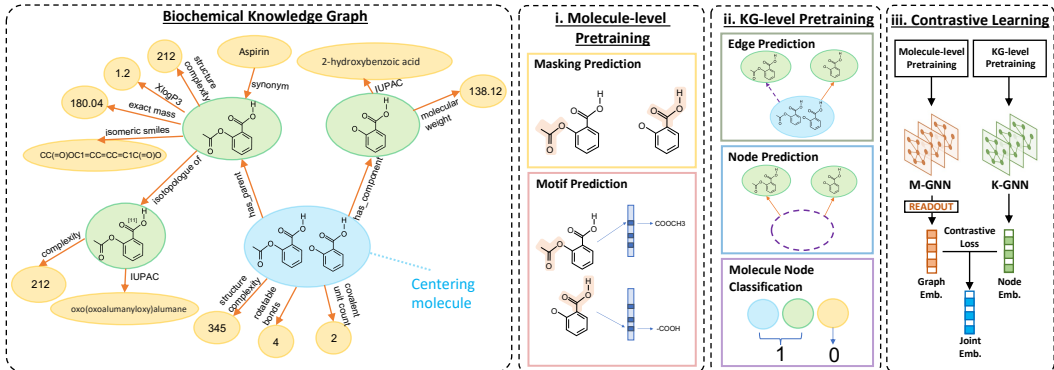 Biochemical Knowledge Graph
212
Aspirin
1.2
structure
complexity
synonym
XlogP3
180.04
exact mass
isomeric smiles
CC(=O)OC1=CC=CC=C1C(=O)O
2-hydroxybenzoic acid
IUPAC
138.12
molecular
weight
isotopologue of
has_parent
has_component
[11]
complexity
212
IUPAC
oxo(oxoalumanyloxy)alumane
Centering
molecule
structure
complexity
345
rotatable
bonds
4
covalent
unit count
2
i. Molecule-level
Pretraining
Masking Prediction
Motif Prediction
COOCH3
-COOH
ii. KG-level Pretraining
Edge Prediction
Node Prediction
Molecule Node
Classification
1
0
iii. Contrastive Learning
Molecule-level
Pretraining
KG-level
Pretraining
M-GNN
K-GNN
READOUT
Contrastive
Loss
Graph
Emb.
Node
Emb.
Joint
Emb.